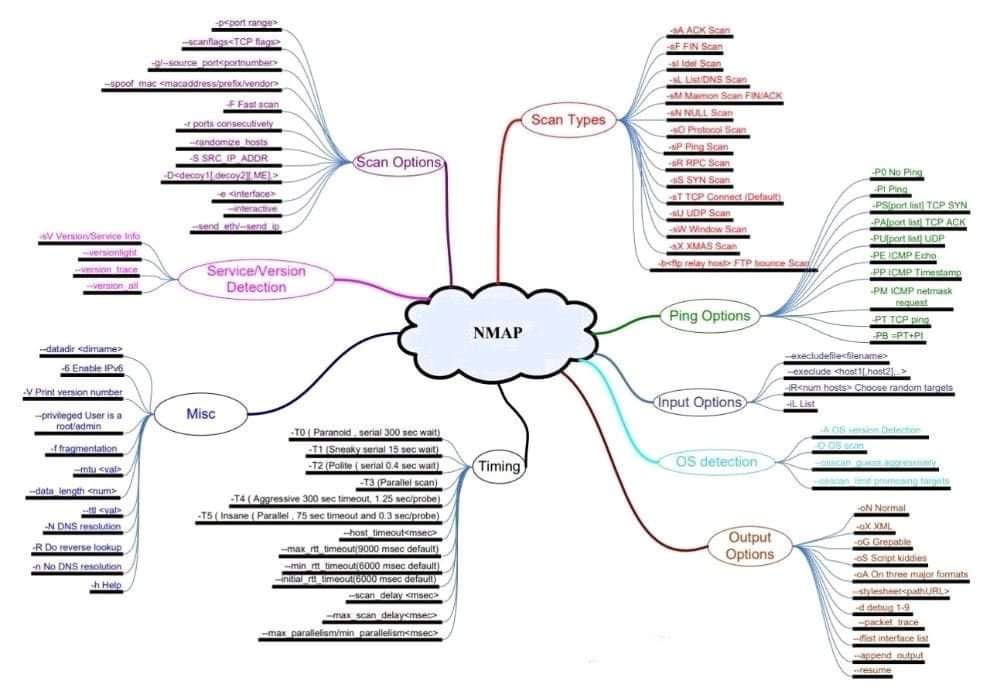 NMAP
Scan Options
-p<port range>
--scanflags<TCP flags>
-g/--source_port<portnumber>
--spoof_mac <macaddress/prefix/vendor>
-F Fast scan
-r ports consecutively
--randomize_hosts
-S SRC_IP_ADDR
-D<decoy1[,decoy2][,ME],>
-e <interface>
--interactive
--send_eth/--send_ip
Service/Version
Detection
-sV Version/Service Info
--versionlight
--version_trace
--version_all
Misc
--datadir <dirname>
-6 Enable IPv6
-V Print version number
--privileged User is a
root/admin
-f fragmentation
--mtu <val>
--data_length <num>
--ttl <val>
-N DNS resolution
-R Do reverse lookup
-n No DNS resolution
-h Help
Timing
-T0 ( Paranoid , serial 300 sec wait)
-T1 (Sneaky serial 15 sec wait)
-T2 (Polite ( serial 0.4 sec wait)
-T3 (Parallel scan)
-T4 ( Aggressive 300 sec timeout, 1.25 sec/probe)
-T5 ( Insane ( Parallel , 75 sec timeout and 0.3 sec/probe)
--host_timeout<msec>
--max_rtt_timeout(9000 msec default)
--min_rtt_timeout(6000 msec default)
--initial_rtt_timeout(6000 msec default)
--scan_delay <msec>
--max_scan_delay<msec>
--max_parallelism/min_parallelism<msec>
Scan Types
-sA ACK Scan
-sF FIN Scan
-sI Idel Scan
-sL List/DNS Scan
-sM Maimon Scan FIN/ACK
-sN NULL Scan
-sO Protocol Scan
-sP Ping Scan
-sR RPC Scan
-sS SYN Scan
-sT TCP Connect (Default)
-sU UDP Scan
-sW Window Scan
-sX XMAS Scan
-b<ftp relay host> FTP bounce Scan
Ping Options
-P0 No Ping
-PI Ping
-PS[port list] TCP SYN
-PA[port list] TCP ACK
-PU[port list] UDP
-PE ICMP Echo
-PP ICMP Timestamp
-PM ICMP netmask
request
-PT TCP ping
-PB =PT+PI
Input Options
--execludefile<filename>
--execlude <host1[,host2],..>
-iR<num hosts> Choose random targets
-iL List
OS detection
-A OS version Detection
-O OS scan
--osscan_guess aggressively
--osscan_limit promosing targets
Output
Options
-oN Normal
-oX XML
-oG Grepable
-oS Script kiddies
-oA On three major formats
--stylesheet<pathURL>
-d debug 1-9
--packet_trace
--iflist interface list
--append_output
--resume